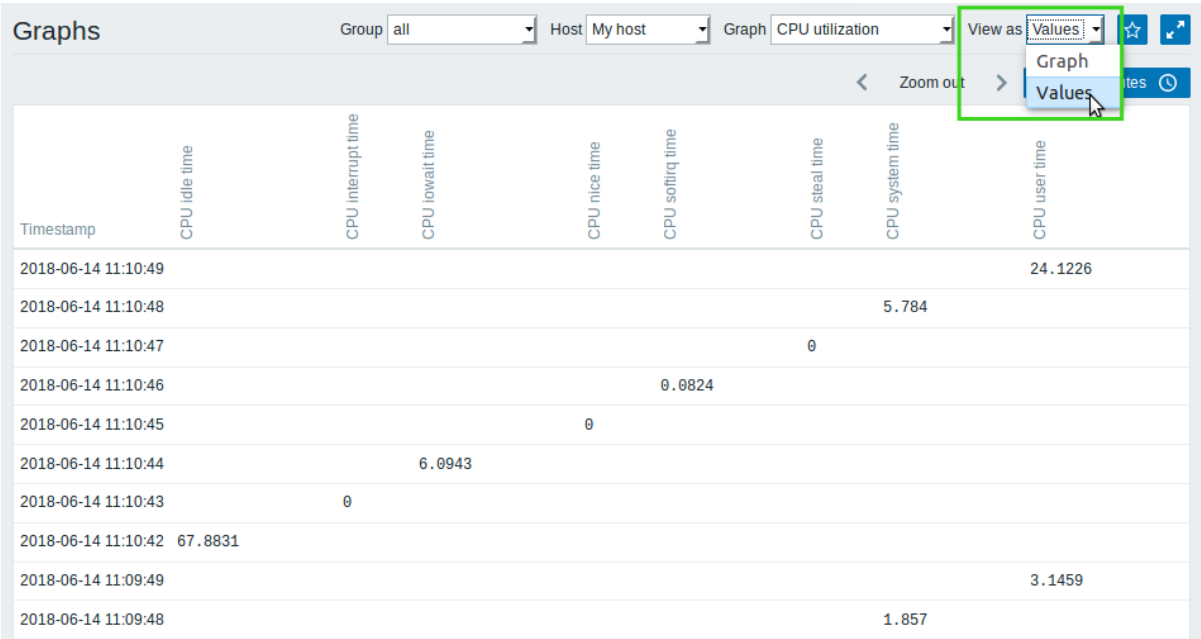 Graphs Group all Host My host Graph CPU utilization View as Values
Graph
Zoom out Values ites
Timestamp CPU idle time CPU interrupt time CPU iowait time CPU nice time CPU softirq time CPU steal time CPU system time CPU user time
2018-06-14 11:10:49 24.1226
2018-06-14 11:10:48 5.784
2018-06-14 11:10:47 0
2018-06-14 11:10:46 0.0824
2018-06-14 11:10:45 0
2018-06-14 11:10:44 6.0943
2018-06-14 11:10:43 0
2018-06-14 11:10:42 67.8831
2018-06-14 11:09:49 3.1459
2018-06-14 11:09:48 1.857